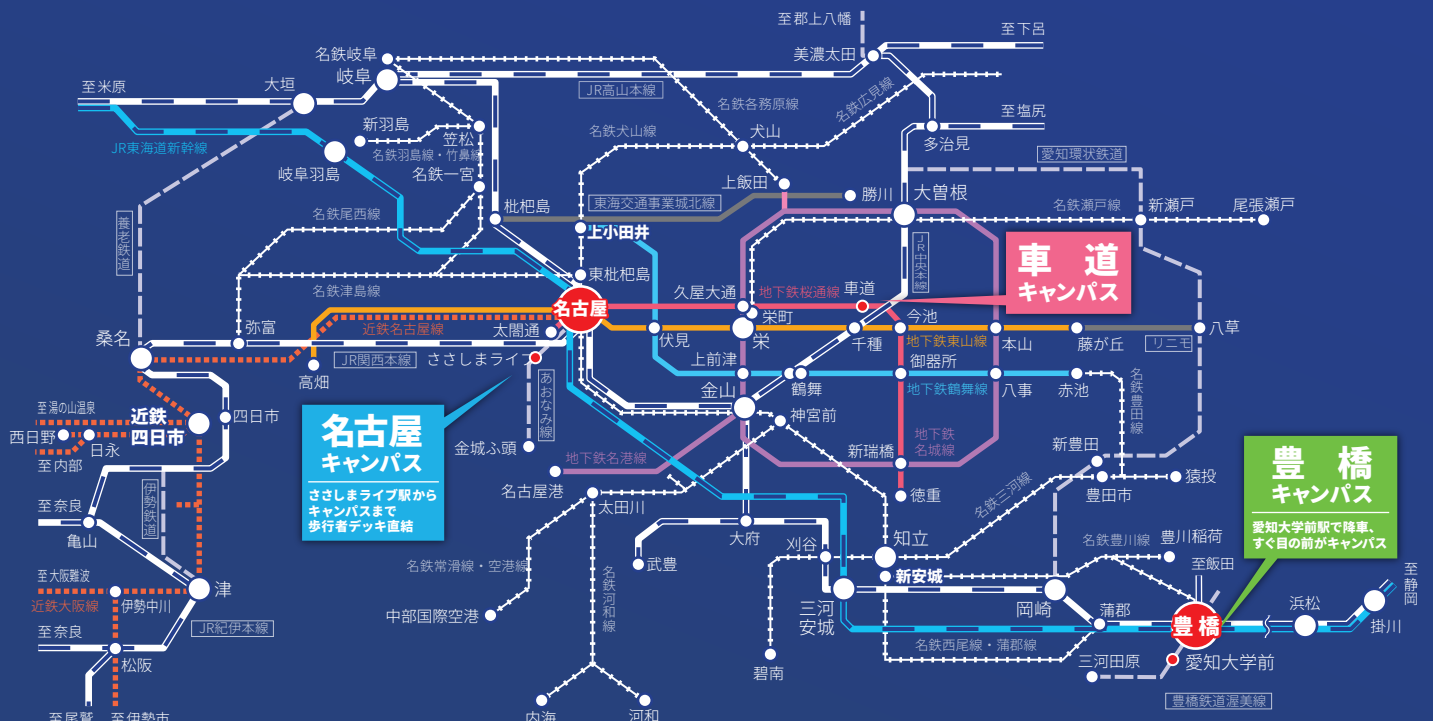 至郡上八幡
至下呂
名鉄岐阜
美濃太田
岐阜
大垣
至米原
JR高山本線
名鉄各務原線
名鉄広見線
至塩尻
新羽島
笠松
名鉄犬山線
犬山
多治見
JR東海道新幹線
名鉄羽島線・竹鼻線
愛知環状鉄道
岐阜羽島
名鉄一宮
上飯田
勝川
大曽根
名鉄尾西線
枇杷島
東海交通事業城北線
名鉄瀬戸線
新瀬戸
尾張瀬戸
養老鉄道
上小田井
JR中央本線
車 道
キャンパス
東枇杷島
名鉄津島線
久屋大通
地下鉄桜通線
車道
名古屋
栄町
今池
弥富
近鉄名古屋線
太閤通
伏見
栄
千種
地下鉄東山線
本山
藤が丘
リニモ
八草
桑名
JR関西本線
ささしまライブ
上前津
御器所
高畑
金山
鶴舞
地下鉄鶴舞線
八事
赤池
名鉄豊田線
あおなみ線
至湯の山温泉
近鉄
四日市
四日市
名古屋
キャンパス
ささしまライブ駅から
キャンパスまで
歩行者デッキ直結
西日野
日永
至内部
金城ふ頭
神宮前
地下鉄
名城線
新瑞橋
新豊田
地下鉄名港線
名古屋港
徳重
豊田市
猿投
豊 橋
キャンパス
愛知大学前駅で降車、
すぐ目の前がキャンパス
伊勢鉄道
至奈良
亀山
太田川
名鉄三河線
大府
刈谷
知立
名鉄豊川線
豊川稲荷
至飯田
至静岡
武豊
名鉄常滑線・空港線
名鉄河和線
新安城
至大阪難波
近鉄大阪線
伊勢中川
津
中部国際空港
三河
安城
岡崎
蒲郡
豊橋
浜松
掛川
至奈良
JR紀伊本線
名鉄西尾線・蒲郡線
松阪
碧南
三河田原
愛知大学前
豊橋鉄道渥美線
至尾鷲
至伊勢市
内海
河和